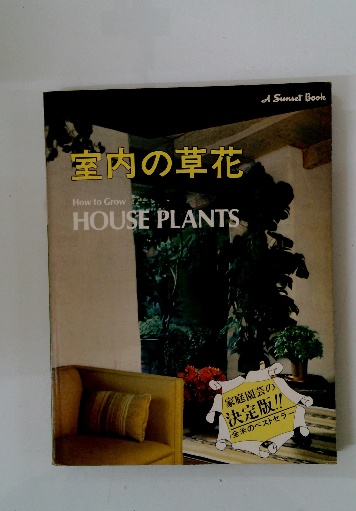 A Sunset Book
室内の草花
How to Grow
HOUSE PLANTS
家庭園芸の
決定版!!
全米のベストセラー